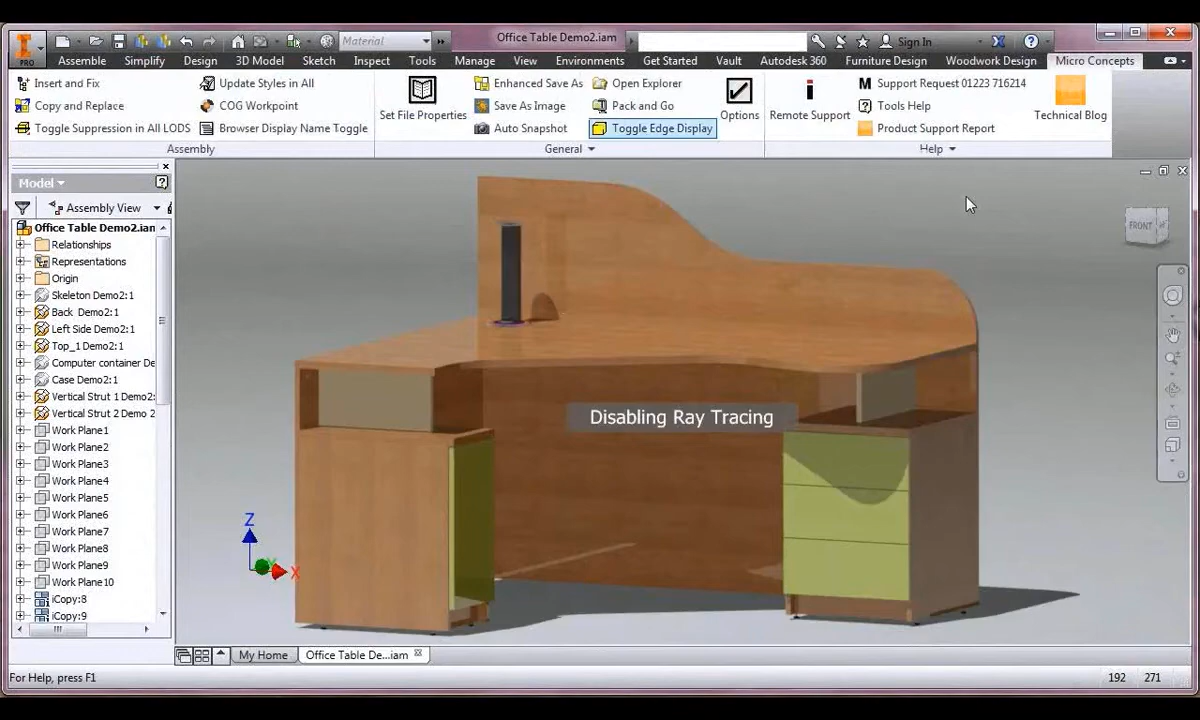 PRO
Material
Office Table Demo2.iam
Sign In
Assembly Simplify Design 3D Model Sketch Inspect Tools Manage View Environments Get Started Vault Autodesk 360 Furniture Design Woodwork Design Micro Concepts
Insert and Fix
Copy and Replace
Toggle Suppression in All LODS
Update Styles in All
COG Workpoint
Browser Display Name Toggle
Assembly
Set File Properties
Enhanced Save As
Save As Image
Auto Snapshot
Open Explorer
Pack and Go
Toggle Edge Display
Options
General
Remote Support
Support Request 01223 716214
Tools Help
Product Support Report
Technical Blog
Help
Model
Assembly View
Office Table Demo2.iam
Relationships
Representations
Origin
Skeleton Demo2:1
Back Demo2:1
Left Side Demo2:1
Top_1 Demo2:1
Computer container De
Case Demo2:1
Vertical Strut 1 Demo2:
Vertical Strut 2 Demo 2
Work Plane1
Work Plane2
Work Plane3
Work Plane4
Work Plane5
Work Plane6
Work Plane7
Work Plane8
Work Plane9
Work Plane10
iCopy:8
iCopy:9
FRONT
Disabling Ray Tracing
Z
Y
X
My Home
Office Table De...iam
For Help, press F1
192 271